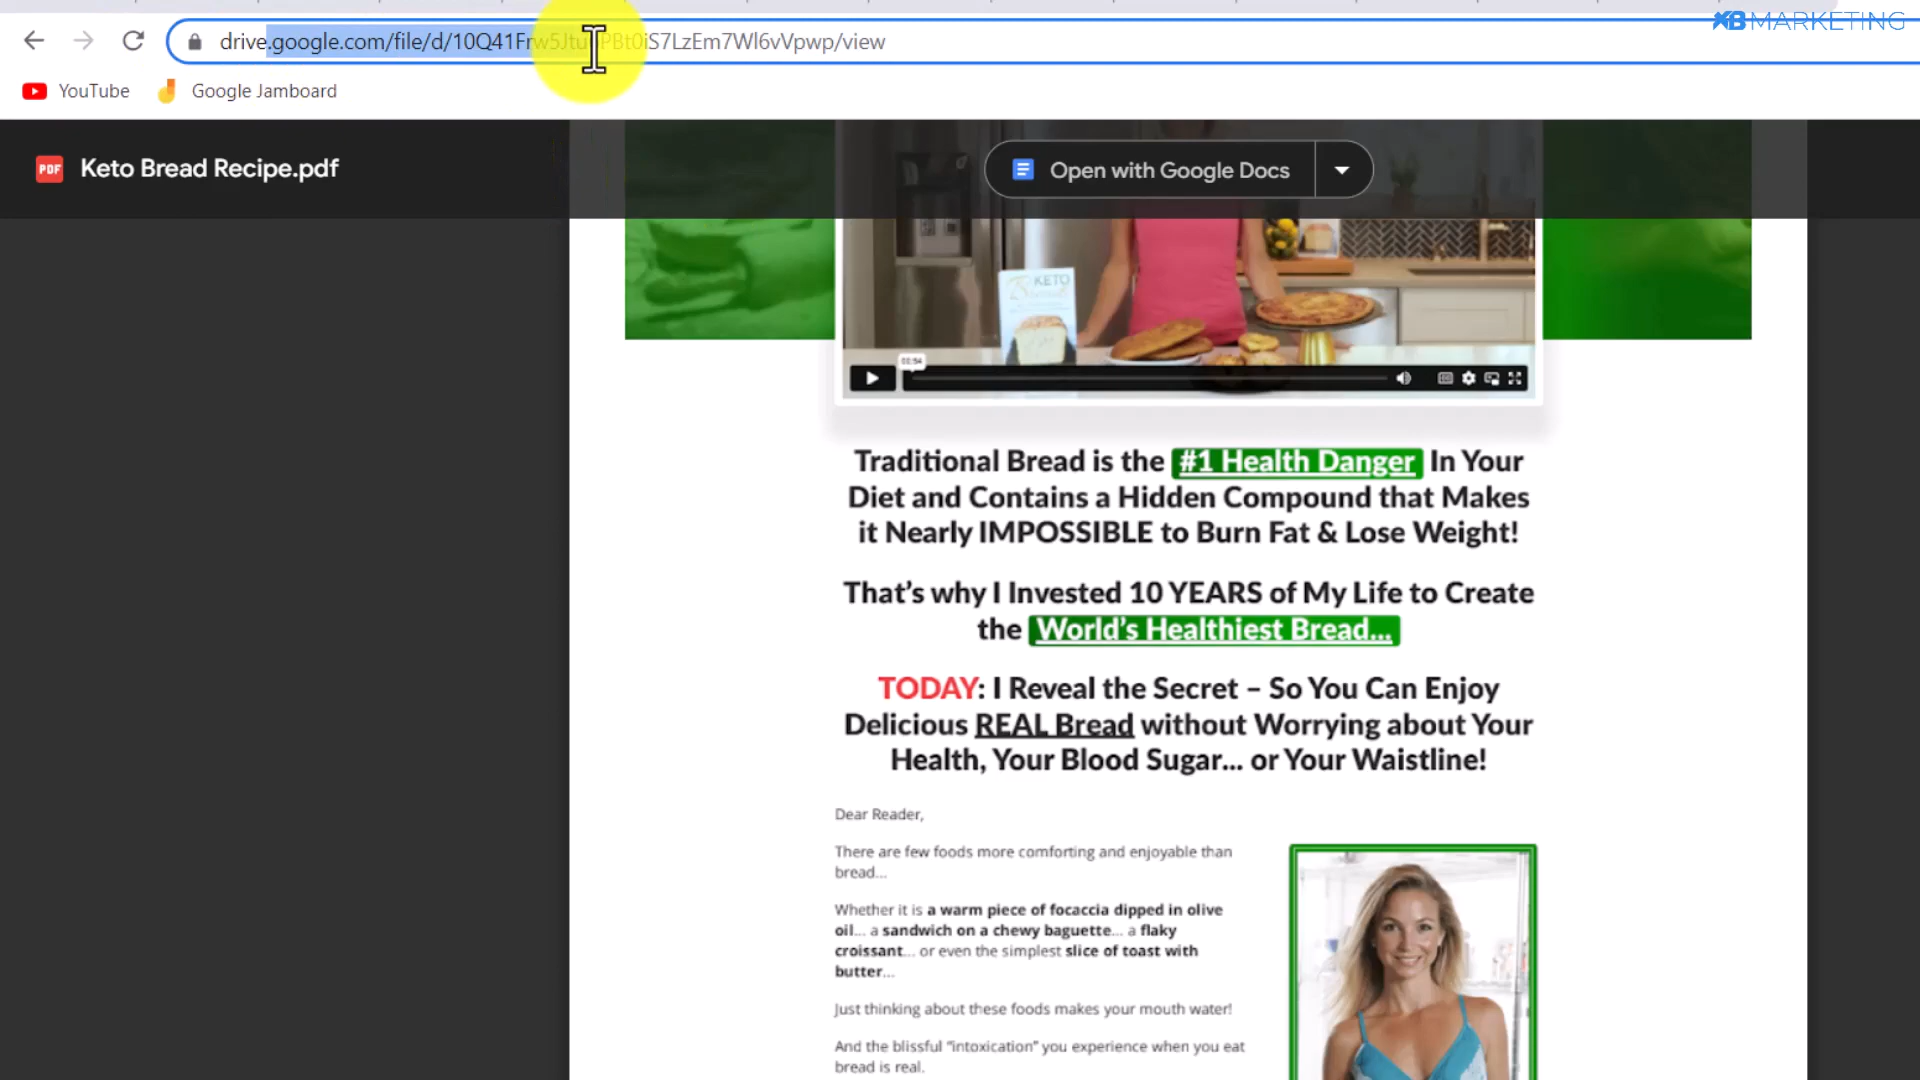 XB MARKETING
drive.google.com/file/d/10Q41Frw5Jtu PBt0iS7LzEm7Wl6vVpwp/view
YouTube
Google Jamboard
PDF
Keto Bread Recipe.pdf
Open with Google Docs
KETO
Traditional Bread is the #1 Health Danger In Your
Diet and Contains a Hidden Compound that Makes
it Nearly IMPOSSIBLE to Burn Fat & Lose Weight!
That's why I Invested 10 YEARS of My Life to Create
the World's Healthiest Bread...
TODAY: I Reveal the Secret – So You Can Enjoy
Delicious REAL Bread without Worrying about Your
Health, Your Blood Sugar... or Your Waistline!
Dear Reader,
There are few foods more comforting and enjoyable than
bread...
Whether it is a warm piece of focaccia dipped in olive
oil... a sandwich on a chewy baguette... a flaky
croissant... or even the simplest slice of toast with
butter...
Just thinking about these foods makes your mouth water!
And the blissful "intoxication" you experience when you eat
bread is real.